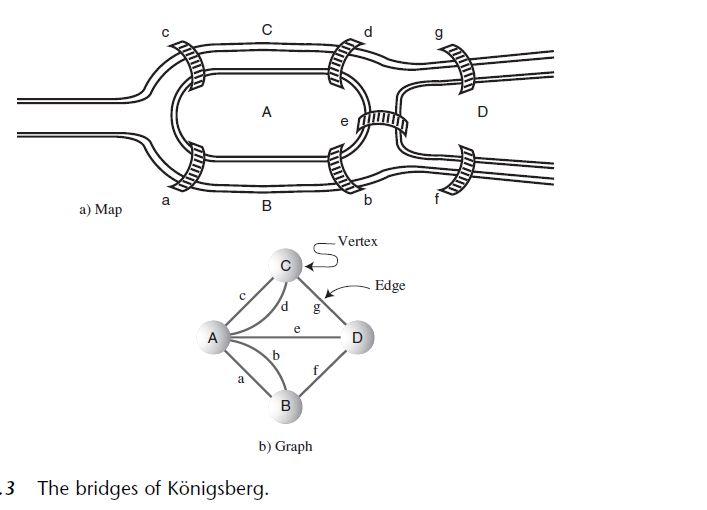 c C d g
A e D
a B b f
a) Map
Vertex
C
Edge
c d g
A e D
b
a f
B
b) Graph
.3 The bridges of Königsberg.